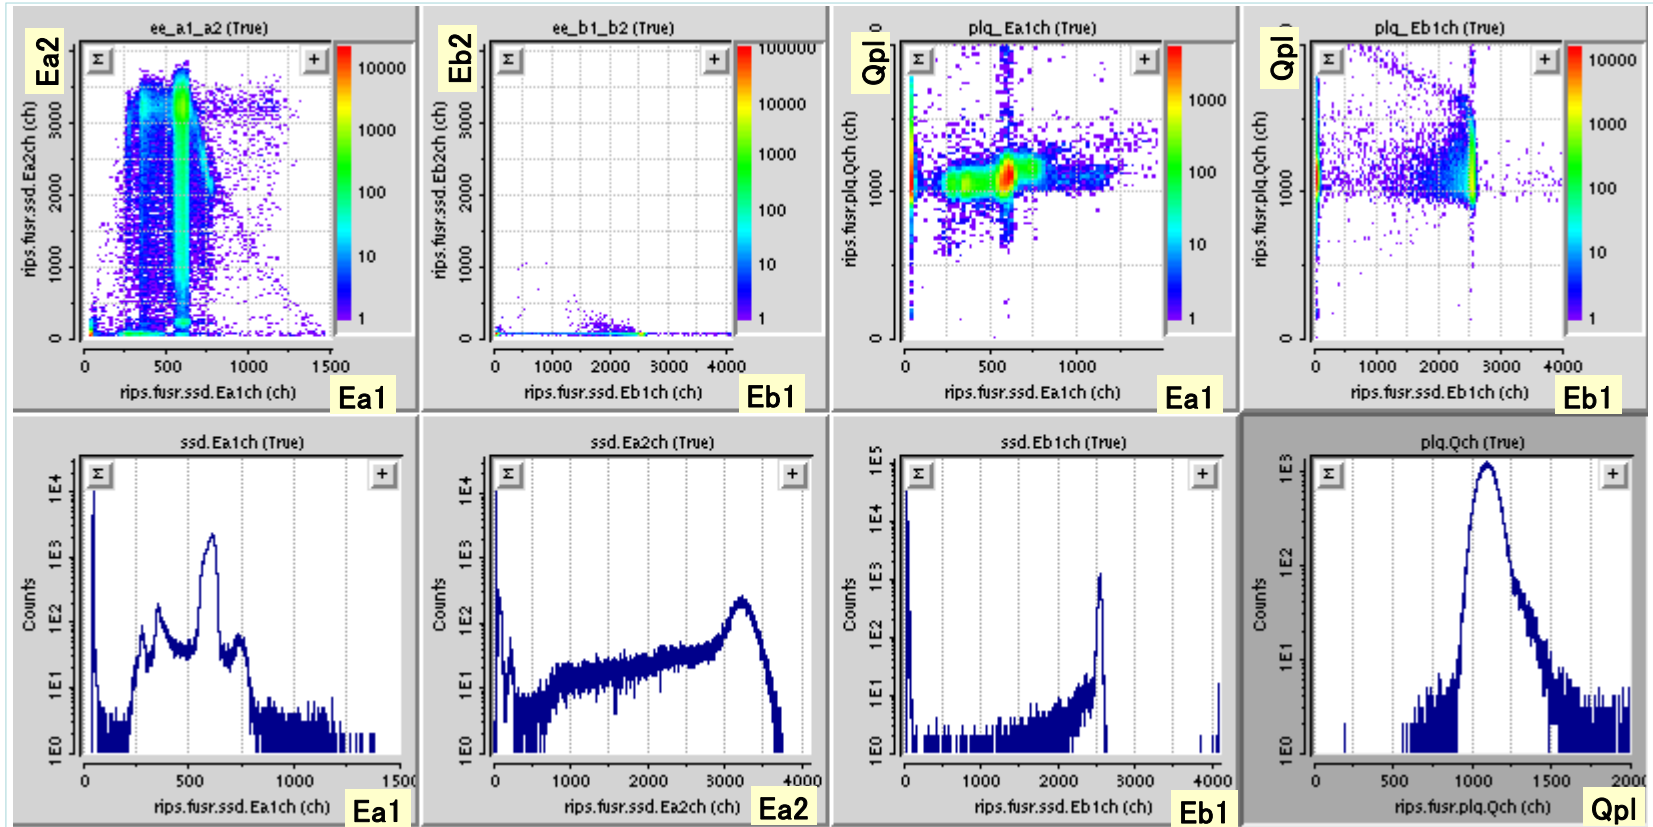 ee_a1_a2 (True)
Ea2
Σ
+
rips.fusr.ssd.Ea2ch (ch)
0
1000
2000
3000
10000
1000
100
10
1
0
500
1000
1500
rips.fusr.ssd.Ea1ch (ch)
Ea1
ee_b1_b2 (True)
Eb2
Σ
+
rips.fusr.ssd.Eb2ch (ch)
0
1000
2000
3000
100000
10000
1000
100
10
1
0
1000
2000
3000
4000
rips.fusr.ssd.Eb1ch (ch)
Eb1
plq_Ea1ch (True)
Qpl
Σ
+
rips.fusr.plq.Qch (ch)
0
1000
0
1000
100
10
1
0
500
1000
rips.fusr.ssd.Ea1ch (ch)
Ea1
plq_Eb1ch (True)
Qpl
Σ
+
rips.fusr.plq.Qch (ch)
0
1000
0
10000
1000
100
10
1
0
1000
2000
3000
4000
rips.fusr.ssd.Eb1ch (ch)
Eb1
ssd.Ea1ch (True)
Σ
+
Counts
1E0
1E1
1E2
1E3
1E4
0
500
1000
1500
rips.fusr.ssd.Ea1ch (ch)
Ea1
ssd.Ea2ch (True)
Σ
+
Counts
1E0
1E1
1E2
1E3
1E4
0
1000
2000
3000
4000
rips.fusr.ssd.Ea2ch (ch)
Ea2
ssd.Eb1ch (True)
Σ
+
Counts
1E0
1E1
1E2
1E3
1E4
1E5
0
1000
2000
3000
4000
rips.fusr.ssd.Eb1ch (ch)
Eb1
plq.Qch (True)
Σ
+
Counts
1E0
1E1
1E2
1E3
0
500
1000
1500
2000
rips.fusr.plq.Qch (ch)
Qpl